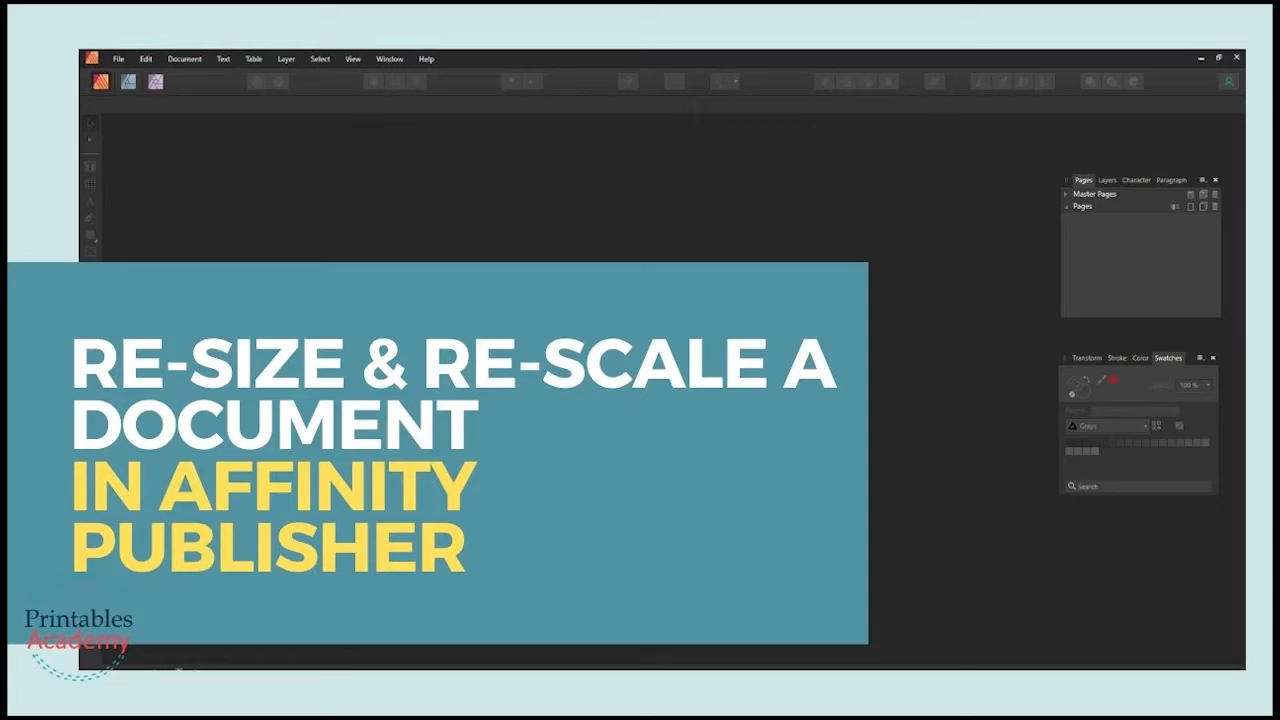 File Edit Document Text Table Layer Select View Window Help
Pages Layers Character Paragraph
Master Pages
Pages
RE-SIZE & RE-SCALE A
DOCUMENT
IN AFFINITY
PUBLISHER
Transform Stroke Color Swatches
100 %
Grays
Search
Printables
Academy